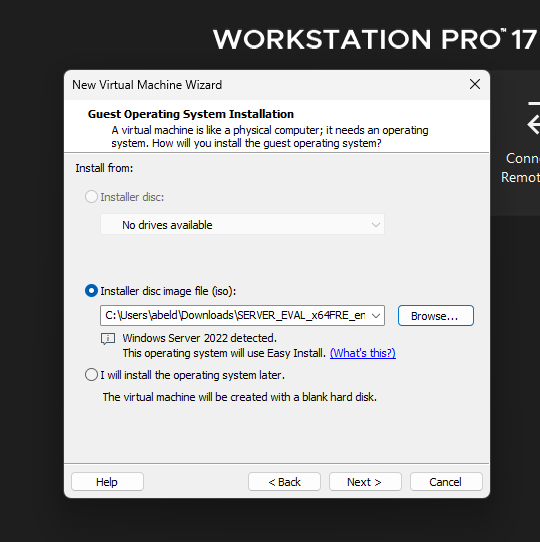 WORKSTATION PRO™ 17
New Virtual Machine Wizard
Guest Operating System Installation
A virtual machine is like a physical computer; it needs an operating
system. How will you install the guest operating system?
Install from:
Installer disc:
No drives available
Installer disc image file (iso):
C:\Users\abeld\Downloads\SERVER_EVAL_x64FRE_en
Browse...
Windows Server 2022 detected.
This operating system will use Easy Install. (What's this?)
I will install the operating system later.
The virtual machine will be created with a blank hard disk.
Help
< Back
Next >
Cancel
Conne
Remot